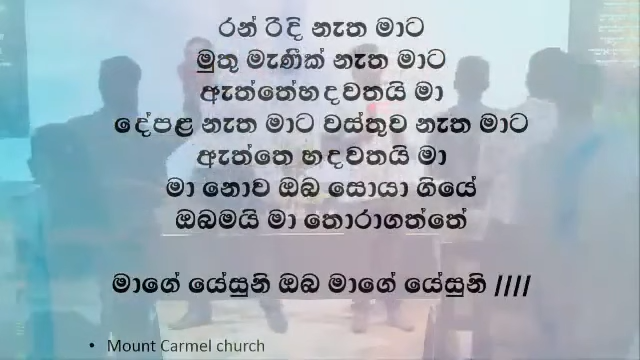 රන් රිදි නැත මාට
මුතු මැණික් නැත මාට
ඇත්තේහදවතයි මා
දේපළ නැත මාට වස්තුව නැත මාට
ඇත්තෙ හදවතයි මා
මා නොව ඔබ සොයා ගියේ
ඔබමයි මා තොරාගත්තේ
මාගේ යේසුනි ඔබ මාගේ යේසුනි ////
• Mount Carmel church